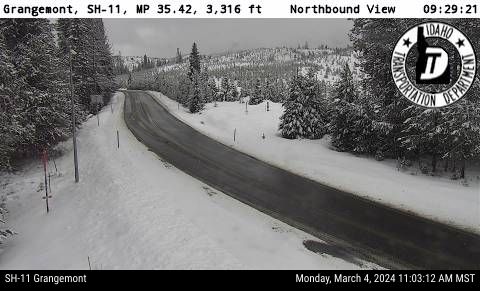 Grangemont, SH-11, MP 35.42, 3,316 ft Northbound View 09:29:21
IDAHO
TRANSPORTATION DEPARTMENT
SH-11 Grangemont Monday, March 4, 2024 11:03:12 AM MST